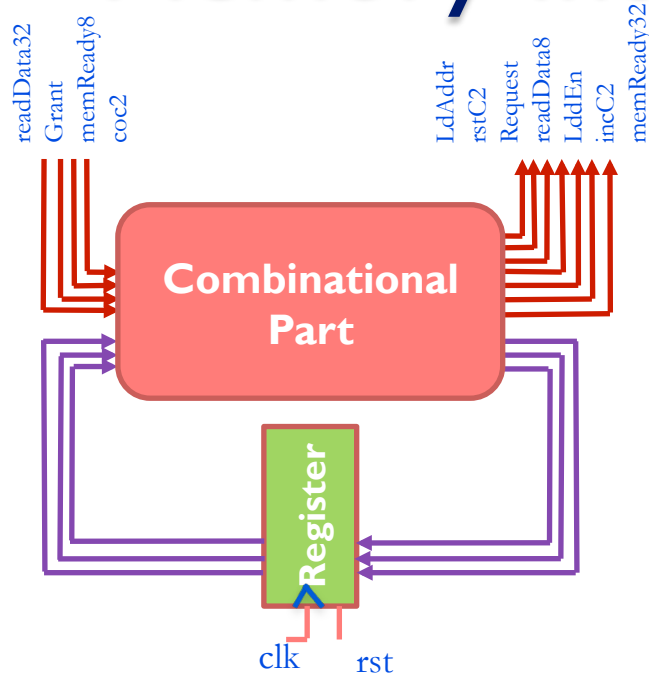 readData32
Grant
memReady8
coc2
LdAddr
rstC2
Request
readData8
LddEn
incC2
memReady32
Combinational
Part
Register
clk
rst